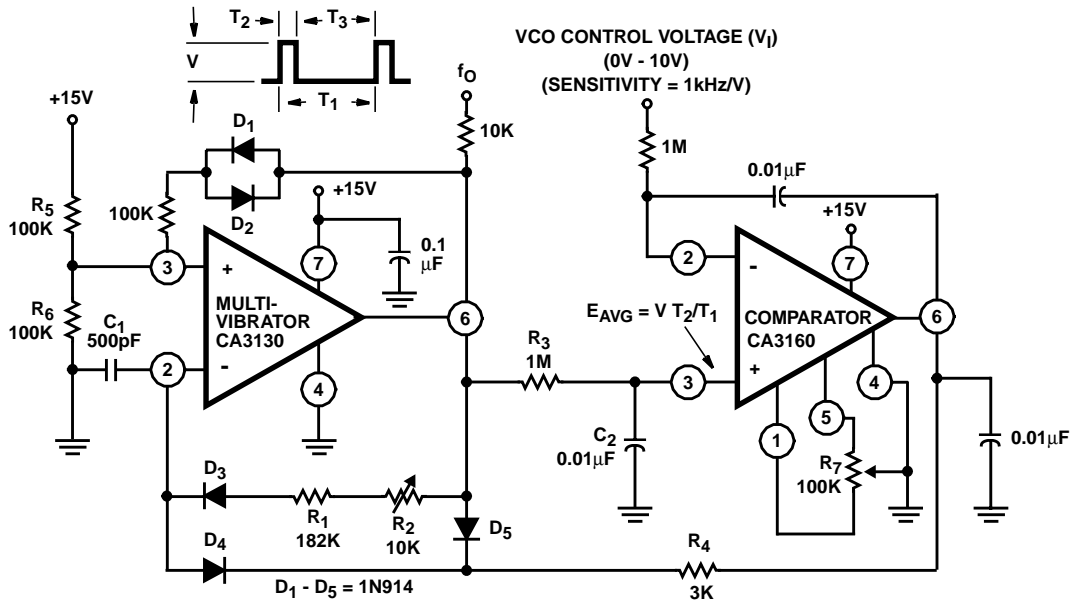 T2
T3
V
T1
VCO CONTROL VOLTAGE (VI)
(0V - 10V)
(SENSITIVITY = 1kHz/V)
fO
+15V
10K
1M
0.01μF
D1
D2
+15V
+15V
R5
100K
100K
0.1
μF
7
7
3
+
2
-
R6
100K
C1
500pF
MULTI-
VIBRATOR
CA3130
6
EAVG = V T2/T1
COMPARATOR
CA3160
6
2
-
4
R3
1M
3
+
4
5
1
C2
0.01μF
R7
100K
0.01μF
D3
R1
182K
R2
10K
D5
D4
D1 - D5 = 1N914
R4
3K